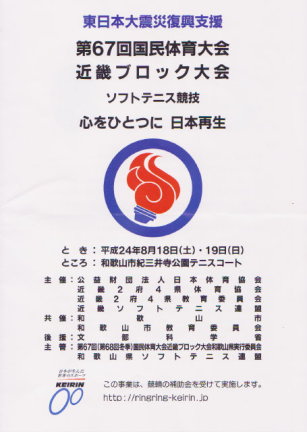 東日本大震災復興支援
第67回国民体育大会
近畿ブロック大会
ソフトテニス競技
心をひとつに 日本再生
とき：平成24年8月18日(土)・19日(日)
ところ：和歌山市紀三井寺公園テニスコート
主催：公益財団法人日本体育協会
近畿2府4県体育協会
近畿2府4県教育委員会
近畿ソフトテニス連盟
共催：和歌山市
和歌山市教育委員会
後援：文部科学省
主管：第67回(第68回冬季)国民体育大会近畿ブロック大会和歌山県実行委員会
和歌山県ソフトテニス連盟
KEIRIN
この事業は、競輪の補助金を受けて実施します。
http://ringring-keirin.jp/